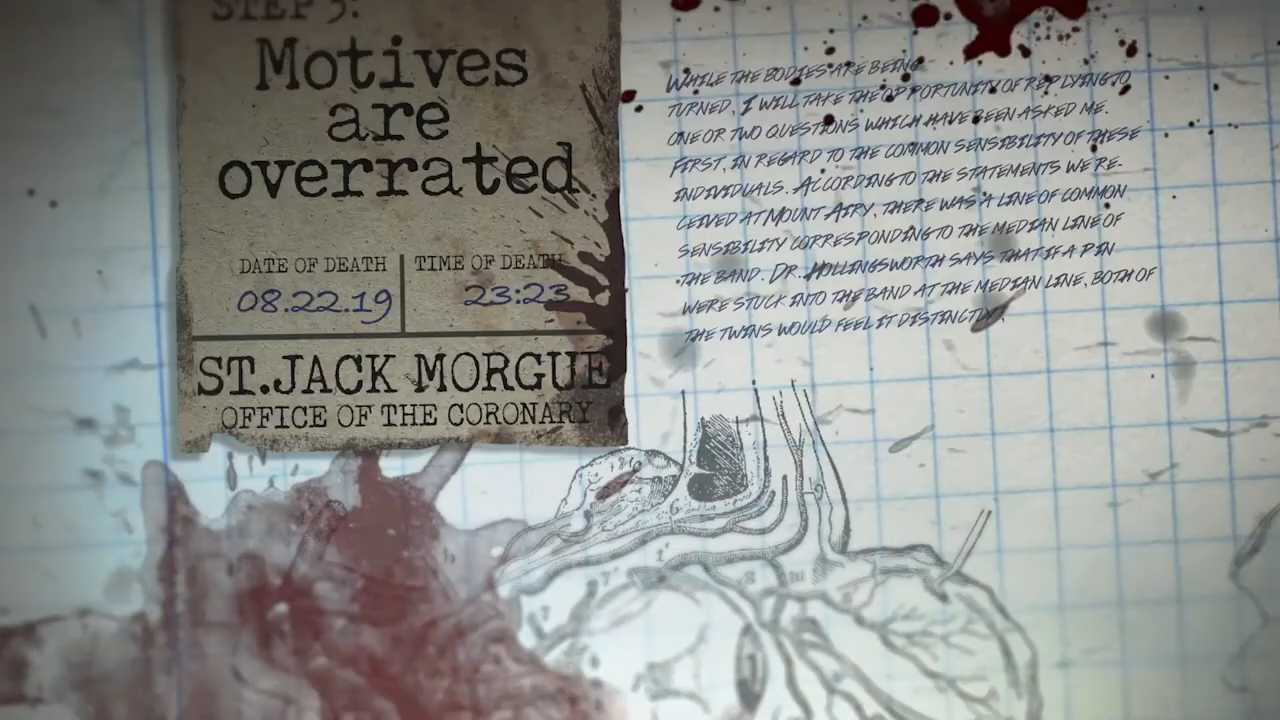 STEP 5:
Motives
are
overrated
DATE OF DEATH
TIME OF DEATH
08.22.19
23:23
ST.JACK MORGUE
OFFICE OF THE CORONARY
WHILE THE BODIES ARE BEING
TURNED, I WILL TAKE THE OPPORTUNITY OF REPLYING TO
ONE OR TWO QUESTIONS WHICH HAVE BEEN ASKED ME.
FIRST, IN REGARD TO THE COMMON SENSIBILITY OF THESE
INDIVIDUALS. ACCORDING TO THE STATEMENTS WE RE-
CEIVED AT MOUNT AIRY, THERE WAS A LINE OF COMMON
SENSIBILITY CORRESPONDING TO THE MEDIAN LINE OF
THE BAND. DR. HOLLINGSWORTH SAYS THAT IF A PIN
WERE STUCK INTO THE BAND AT THE MEDIAN LINE, BOTH OF
THE TWINS WOULD FEEL IT DISTINCTLY.